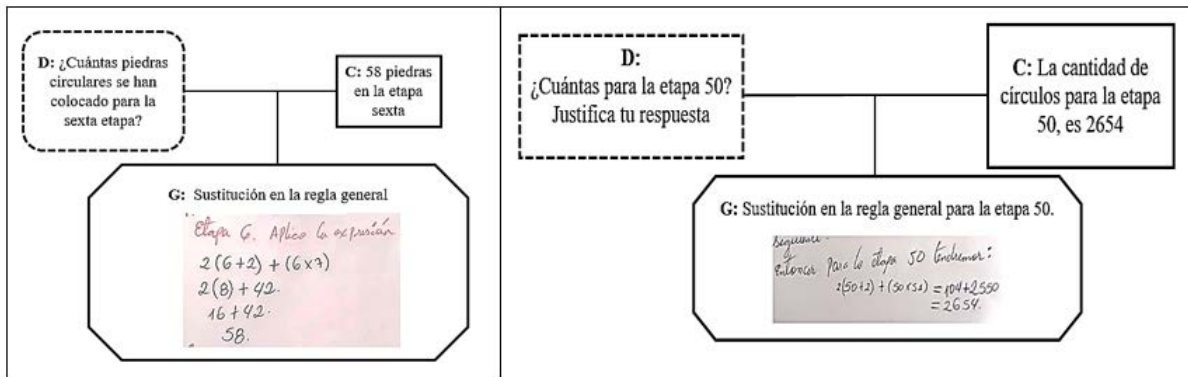 D: ¿Cuántas piedras
circulares se han
colocado para la
sexta etapa?
C: 58 piedras
en la etapa
sexta
G: Sustitución en la regla general
Etapa 6. Aplico la expresión
2(6+2) + (6x7)
2(8) + 42.
16 + 42.
58.
D:
¿Cuántas para la etapa 50?
Justifica tu respuesta
C: La cantidad de
círculos para la etapa
50, es 2654
G: Sustitución en la regla general para la etapa 50.
Entonces para la etapa 50 tendremos:
2(50+2) + (50x51) = 104+2550
= 2654.